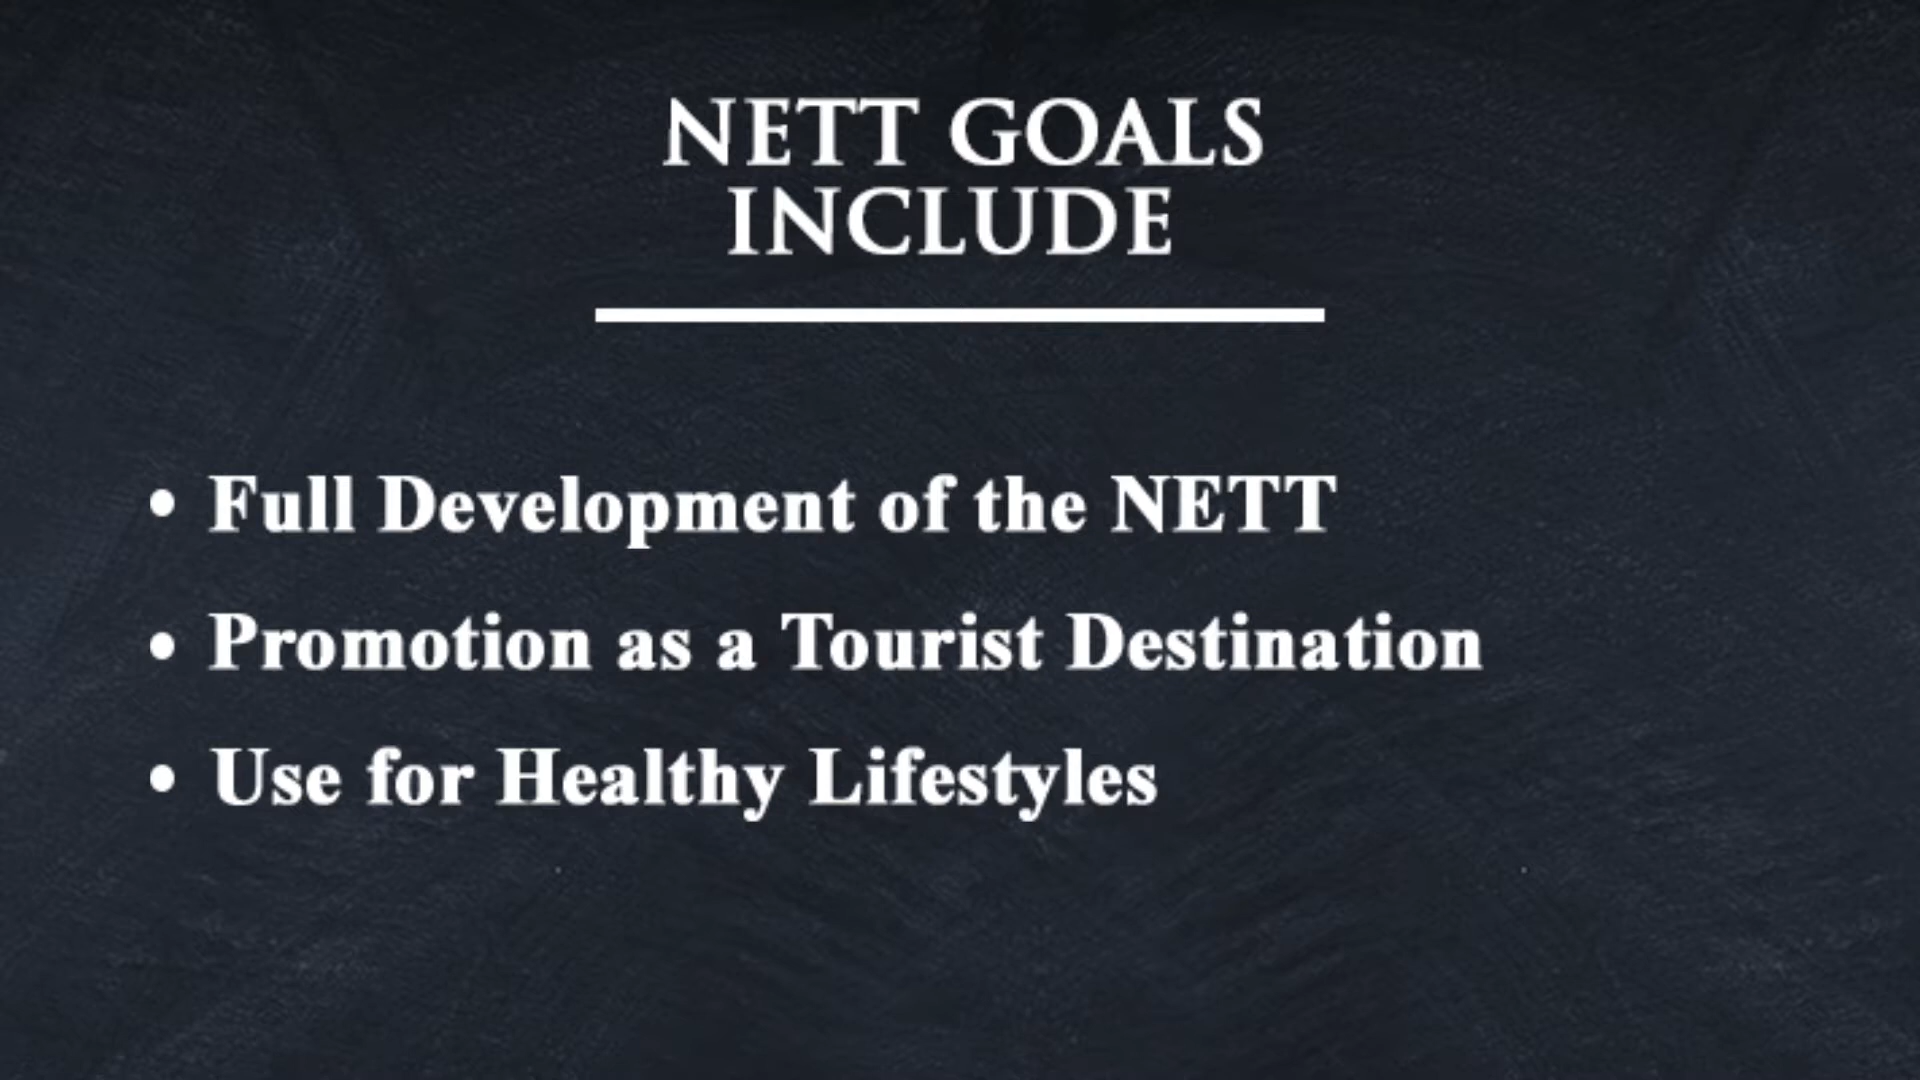 NETT GOALS
INCLUDE
• Full Development of the NETT
• Promotion as a Tourist Destination
• Use for Healthy Lifestyles